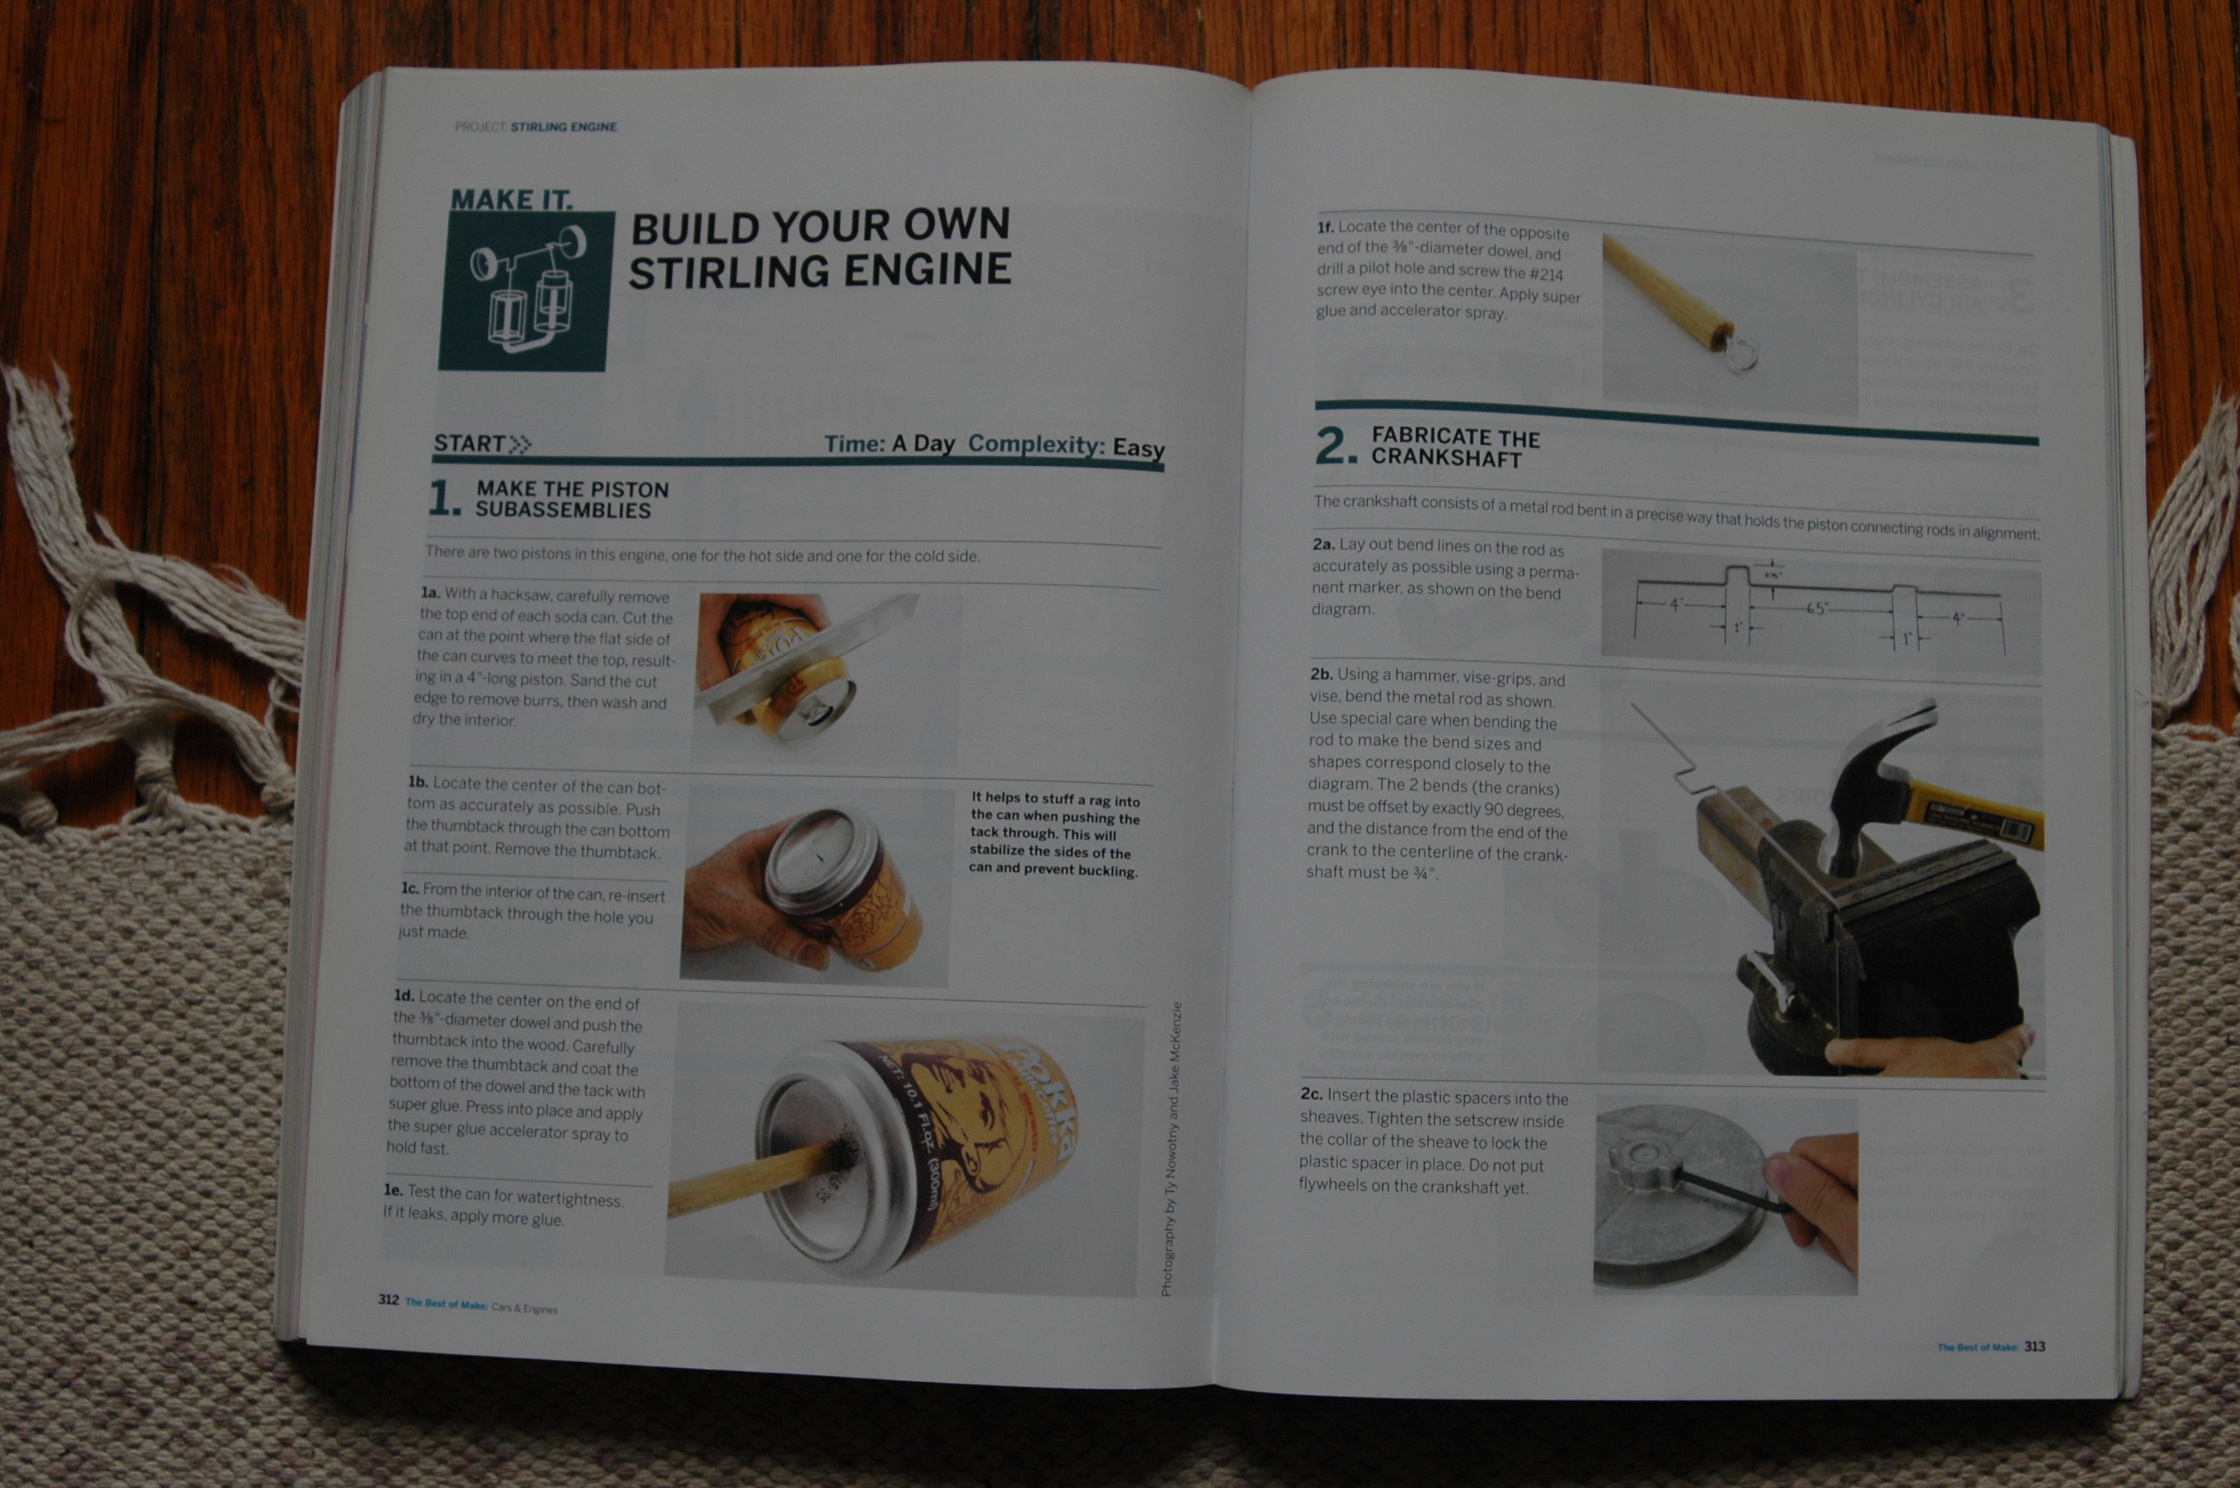 PROJECT: STIRLING ENGINE
MAKE IT.
BUILD YOUR OWN
STIRLING ENGINE
START >>
Time: A Day Complexity: Easy
1. MAKE THE PISTON
SUBASSEMBLIES
There are two pistons in this engine, one for the hot side and one for the cold side.
1a. With a hacksaw, carefully remove
the top end of each soda can. Cut the
can at the point where the flat side of
the can curves to meet the top, result-
ing in a 4"-long piston. Sand the cut
edge to remove burrs, then wash and
dry the interior.
1b. Locate the center of the can bot-
tom as accurately as possible. Push
the thumbtack through the can bottom
at that point. Remove the thumbtack.
It helps to stuff a rag into
the can when pushing the
tack through. This will
stabilize the sides of the
can and prevent buckling.
1c. From the interior of the can, re-insert
the thumbtack through the hole you
just made.
1d. Locate the center on the end of
the ⅜"-diameter dowel and push the
thumbtack into the wood. Carefully
remove the thumbtack and coat the
bottom of the dowel and the tack with
super glue. Press into place and apply
the super glue accelerator spray to
hold fast.
pokka
Milk Coffee
REAL BREWED
NET: 10.1 Fl.oz. (300ml)
1e. Test the can for watertightness.
If it leaks, apply more glue.
Photography by Ty Nowotny and Jake McKenzie
312 The Best of Make: Cars & Engines
1f. Locate the center of the opposite
end of the ⅜"-diameter dowel, and
drill a pilot hole and screw the #214
screw eye into the center. Apply super
glue and accelerator spray.
2. FABRICATE THE
CRANKSHAFT
The crankshaft consists of a metal rod bent in a precise way that holds the piston connecting rods in alignment.
2a. Lay out bend lines on the rod as
accurately as possible using a perma-
nent marker, as shown on the bend
diagram.
4" 1" 6.5" 1" 4"
2b. Using a hammer, vise-grips, and
vise, bend the metal rod as shown.
Use special care when bending the
rod to make the bend sizes and
shapes correspond closely to the
diagram. The 2 bends (the cranks)
must be offset by exactly 90 degrees,
and the distance from the end of the
crank to the centerline of the crank-
shaft must be ¾".
2c. Insert the plastic spacers into the
sheaves. Tighten the setscrew inside
the collar of the sheave to lock the
plastic spacer in place. Do not put
flywheels on the crankshaft yet.
The Best of Make: 313